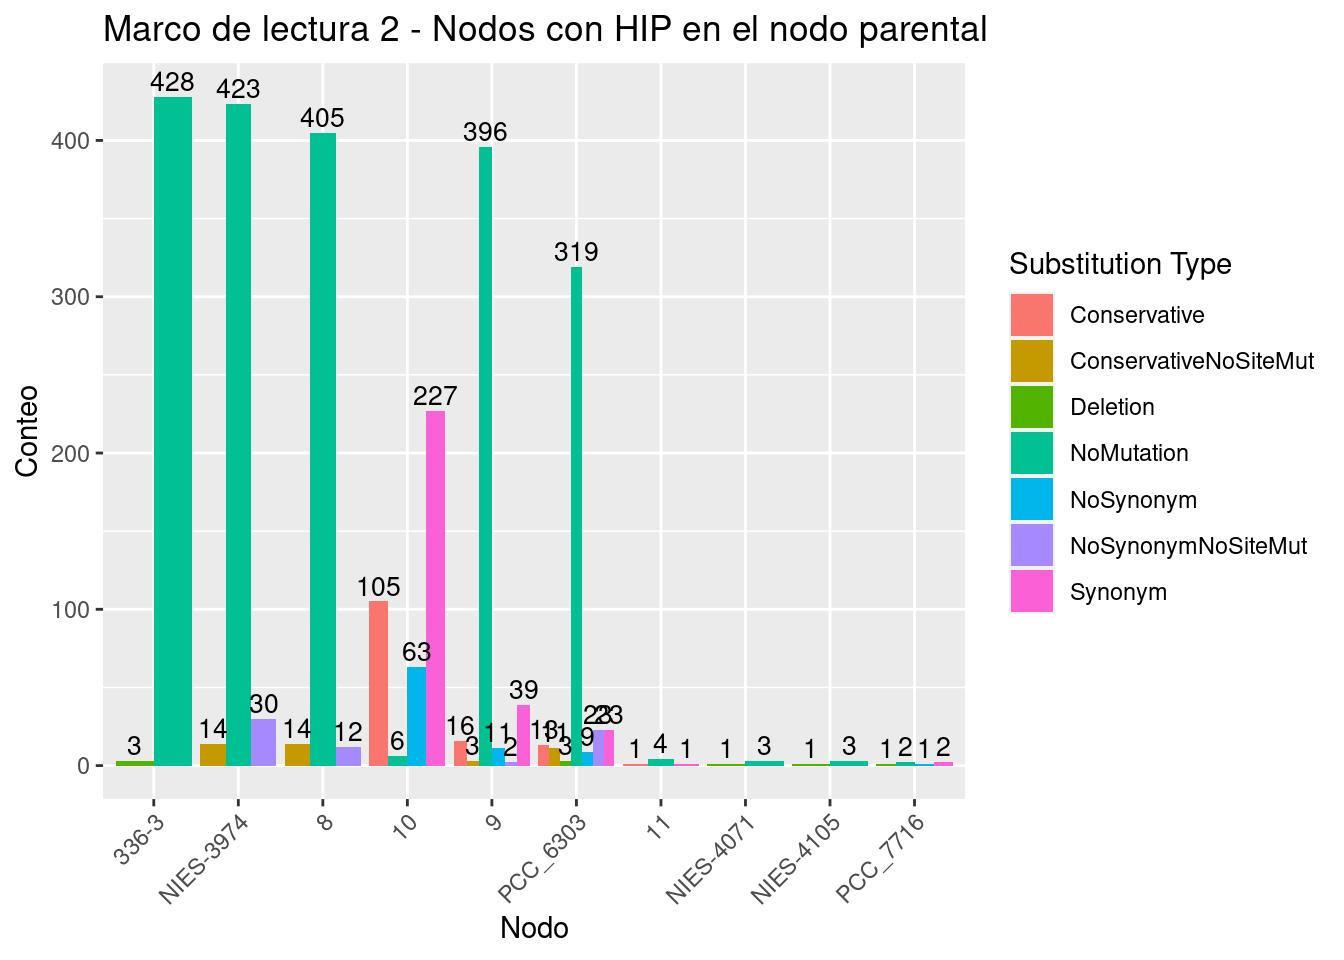 Marco de lectura 2 - Nodos con HIP en el nodo parental
Conteo
400
300
200
100
0
3
428
14
423
30
14
405
12
105
6
63
227
16
3
396
11
2
39
13
11
3
319
9
23
23
1
4
1
1
3
1
3
1
2
1
2
336-3
NIES-3974
8
10
9
PCC_6303
11
NIES-4071
NIES-4105
PCC_7716
Nodo
Substitution Type
Conservative
ConservativeNoSiteMut
Deletion
NoMutation
NoSynonym
NoSynonymNoSiteMut
Synonym